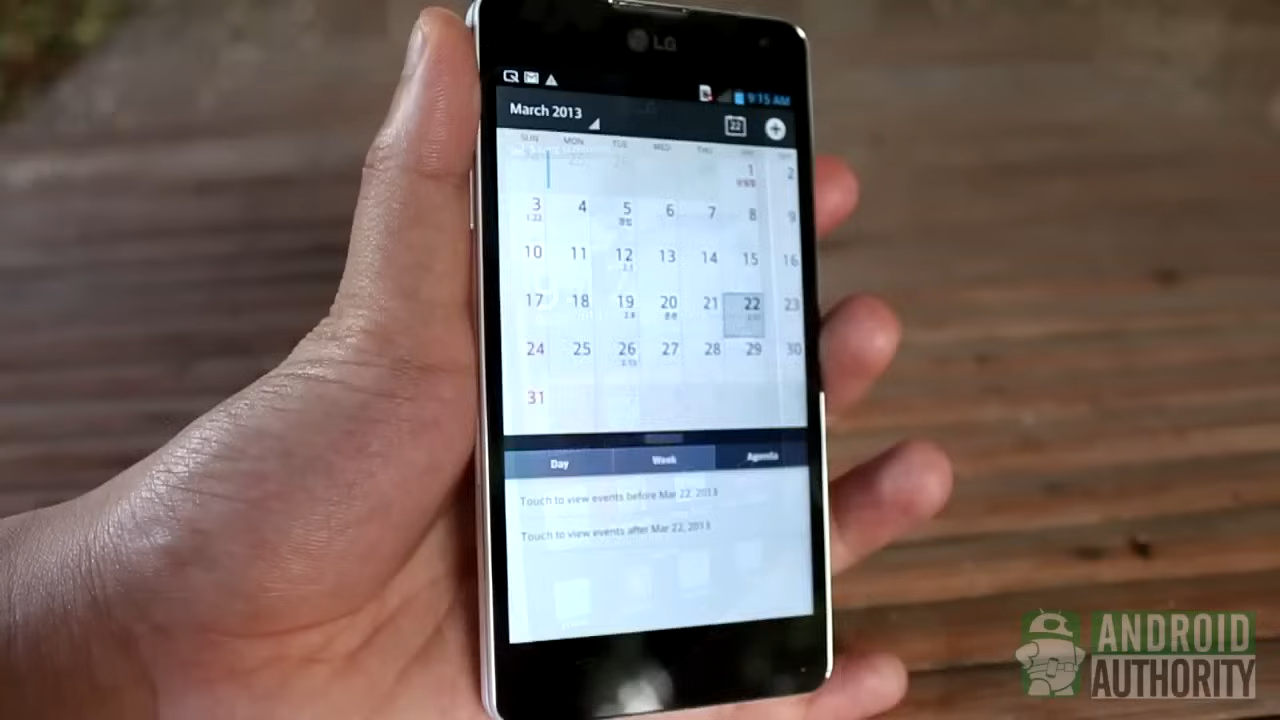 LG
9:15 AM
March 2013
22
SUN MON TUE WED THU
1 2
3 4 5 6 7 8 9
10 11 12 13 14 15 16
2.1
17 18 19 20 21 22 23
24 25 26 27 28 29 30
31
Day Week Agenda
Touch to view events before Mar 22, 2013
Touch to view events after Mar 22, 2013
ANDROID
AUTHORITY